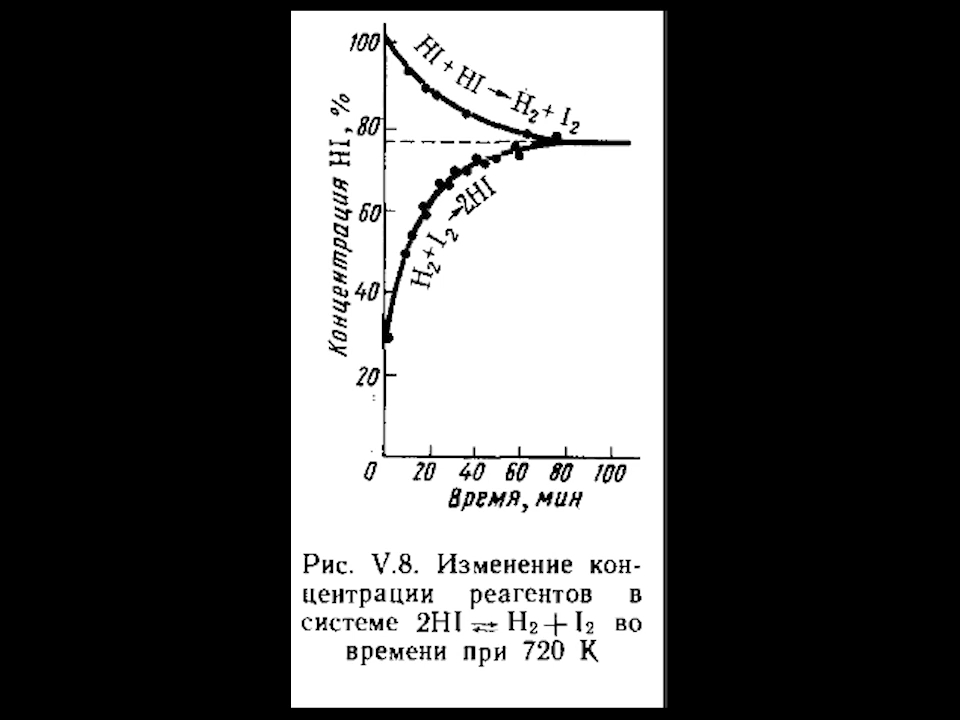 100
HI + HI → H₂ + I₂
80
Концентрация HI, %
60
H₂ + I₂ → 2HI
40
20
0 20 40 60 80 100
Время, мин
Рис. V.8. Изменение кон-
центрации реагентов в
системе 2HI ⇌ H₂ + I₂ во
времени при 720 К